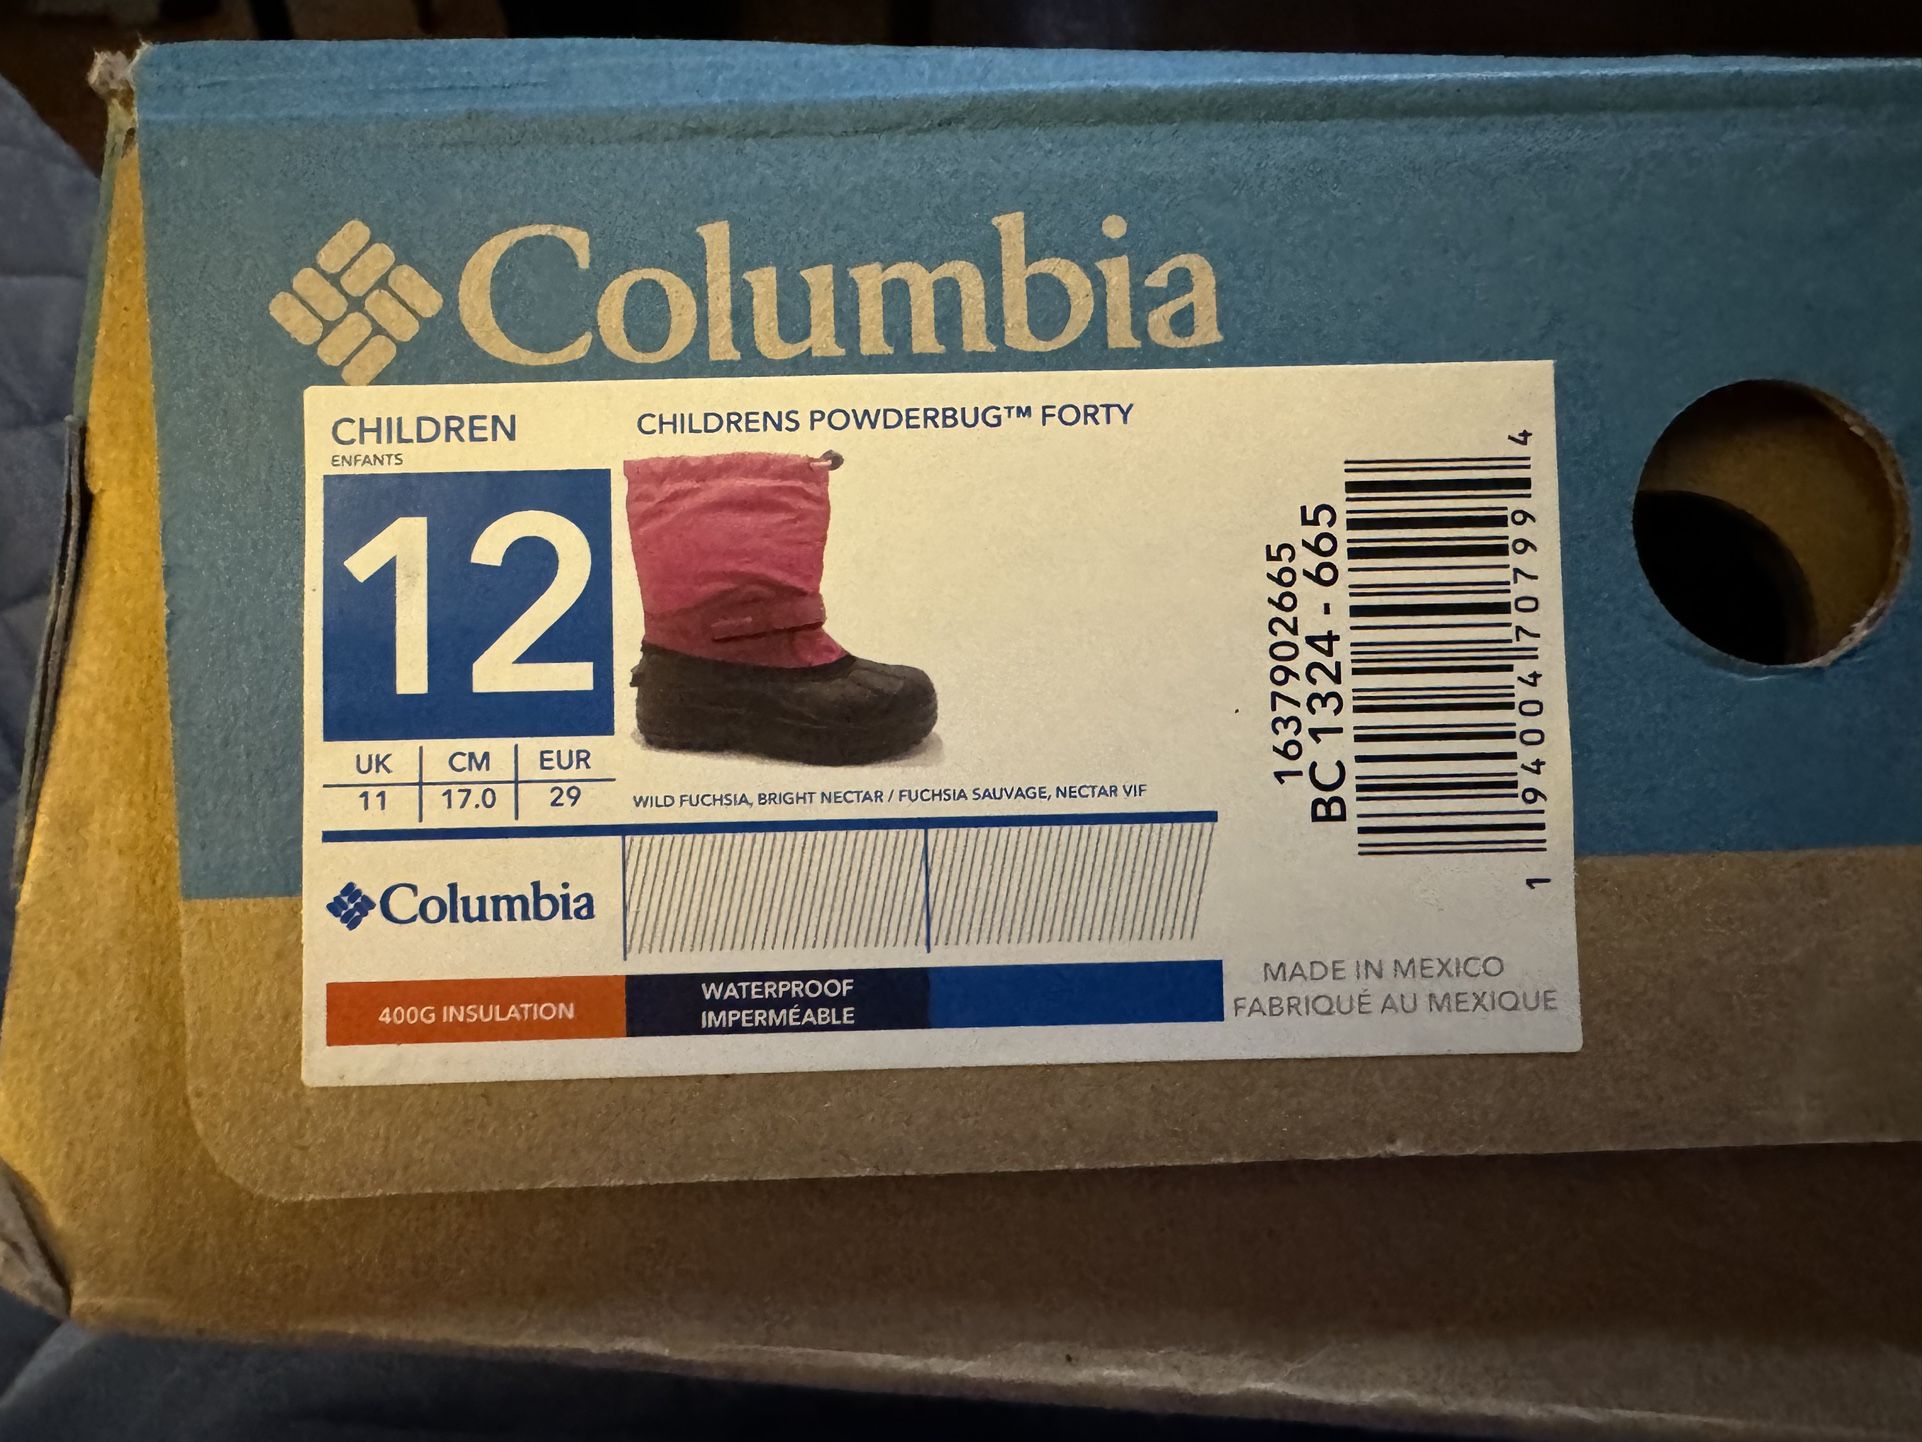 Columbia
CHILDREN
ENFANTS
12
UK CM EUR
11 17.0 29
CHILDRENS POWDERBUG™ FORTY
WILD FUCHSIA, BRIGHT NECTAR / FUCHSIA SAUVAGE, NECTAR VIF
1637902665
BC 1324 - 665
1 94004 70799 4
Columbia
400G INSULATION
WATERPROOF
IMPERMÉABLE
MADE IN MEXICO
FABRIQUÉ AU MEXIQUE